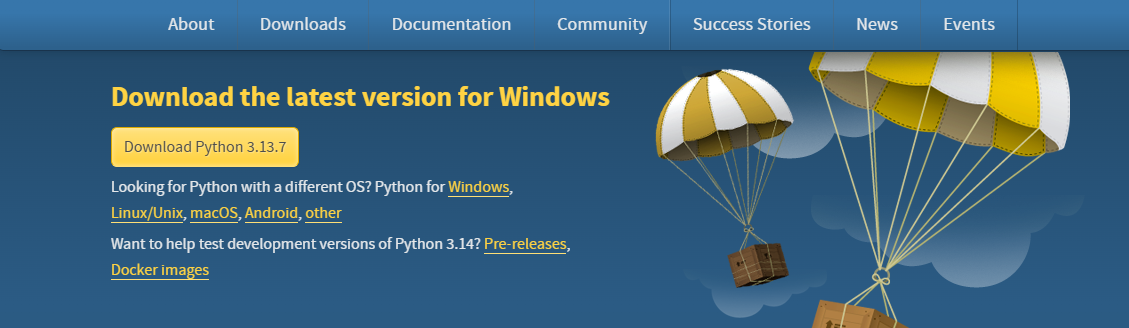 About Downloads Documentation Community Success Stories News Events
Download the latest version for Windows
Download Python 3.13.7
Looking for Python with a different OS? Python for Windows,
Linux/Unix, macOS, Android, other
Want to help test development versions of Python 3.14? Pre-releases,
Docker images